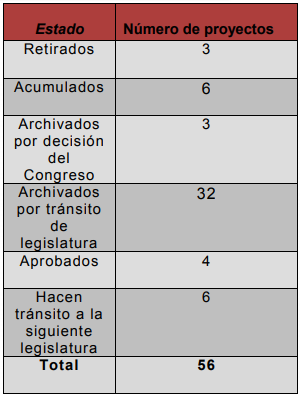 Estado Número de proyectos
Retirados 3
Acumulados 6
Archivados 3
por decisión
del
Congreso
Archivados 32
por tránsito
de
legislatura
Aprobados 4
Hacen 6
tránsito a la
siguiente
legislatura
Total 56